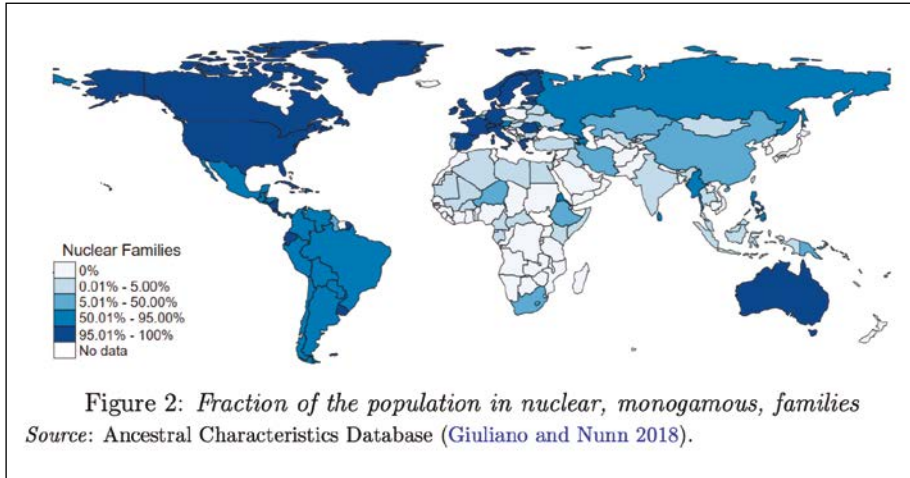 Nuclear Families
0%
0.01% - 5.00%
5.01% - 50.00%
50.01% - 95.00%
95.01% - 100%
No data
Figure 2: Fraction of the population in nuclear, monogamous, families
Source: Ancestral Characteristics Database (Giuliano and Nunn 2018).